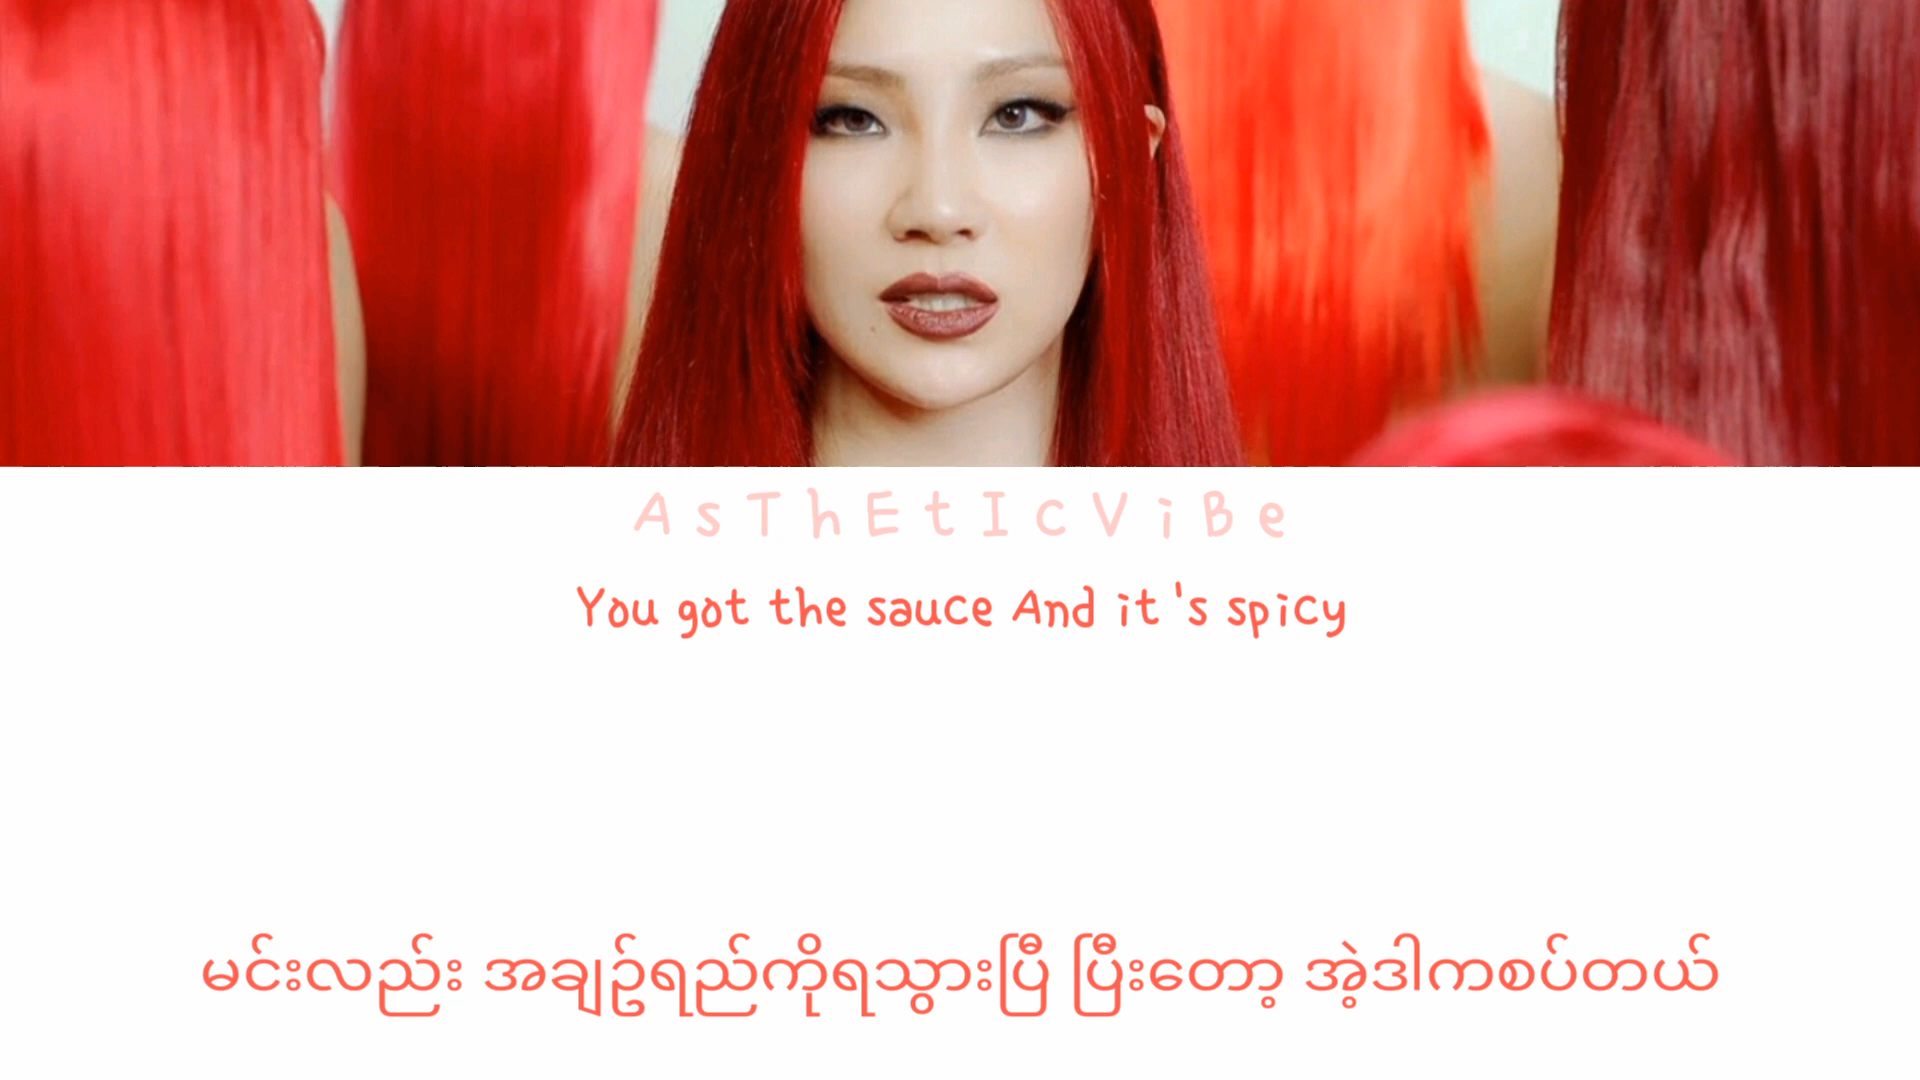 AsThEtIcViBe
You got the sauce And it's spicy
မင်းလည်း အချဥ်ရည်ကိုရသွားပြီ ပြီးတော့ အဲ့ဒါကစပ်တယ်